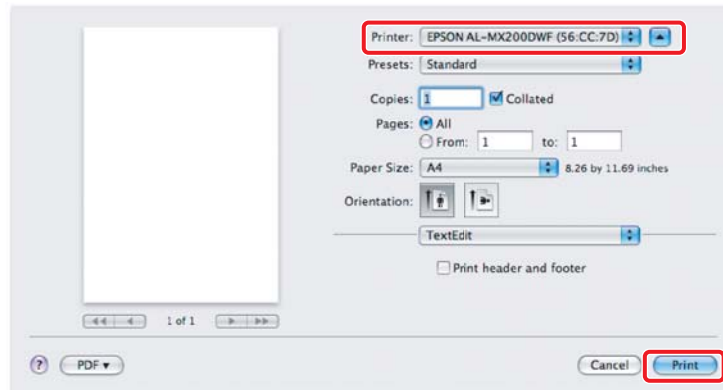 Printer: EPSON AL-MX200DWF (56:CC:7D)
Presets: Standard
Copies: 1 Collated
Pages: All
From: 1 to: 1
Paper Size: A4 8.26 by 11.69 inches
Orientation:
TextEdit
Print header and footer
1 of 1
? PDF Cancel Print